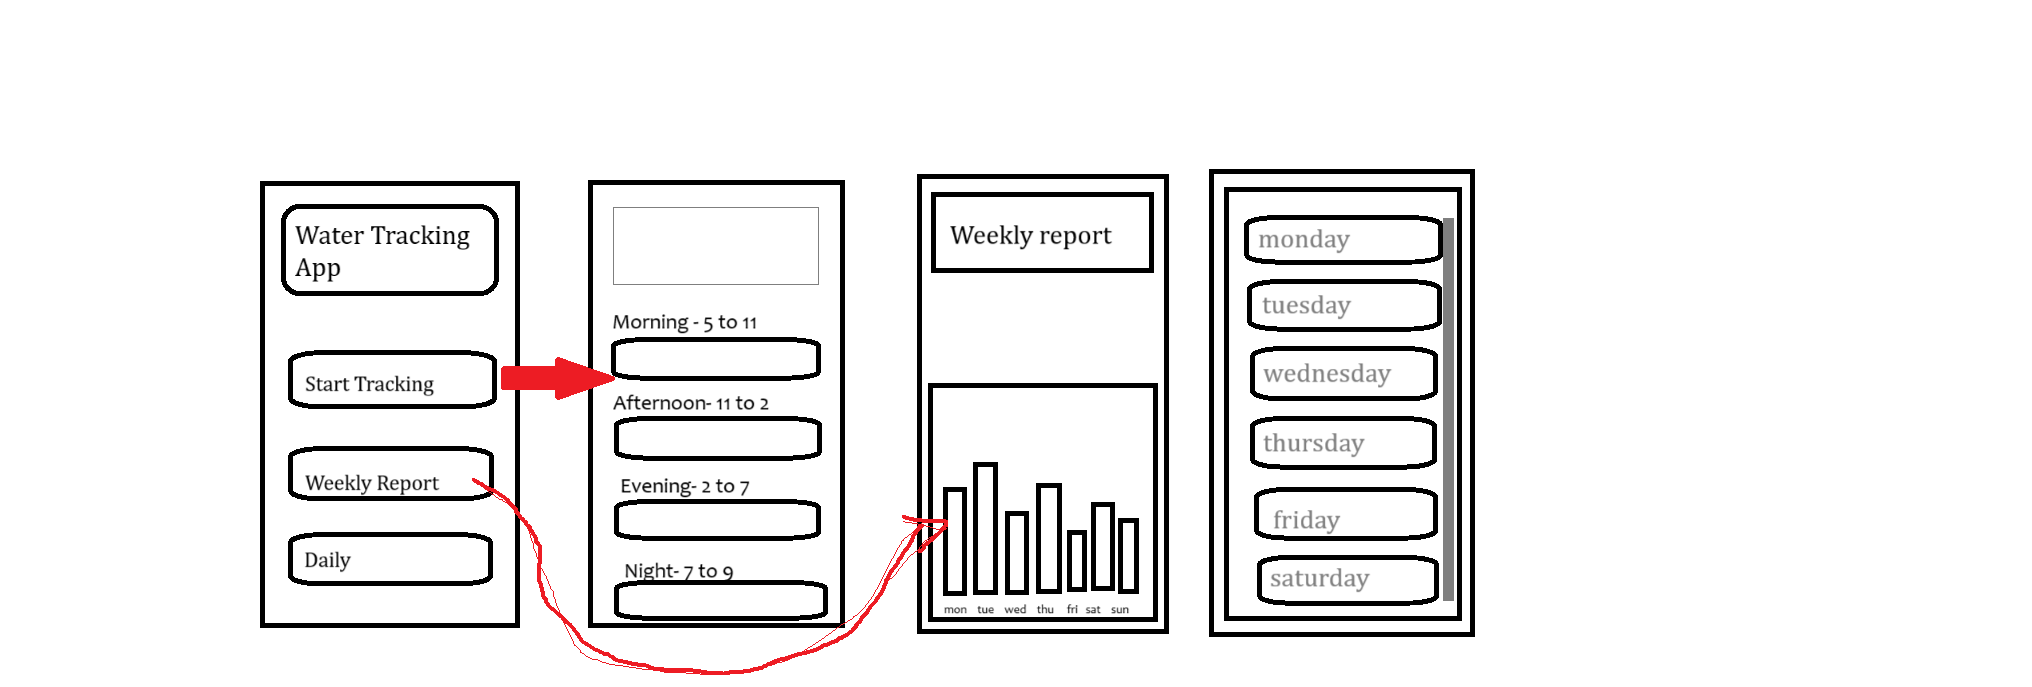 Water Tracking
App
Start Tracking
Weekly Report
Daily
Morning - 5 to 11
Afternoon- 11 to 2
Evening- 2 to 7
Night- 7 to 9
Weekly report
mon tue wed thu fri sat sun
monday
tuesday
wednesday
thursday
friday
saturday